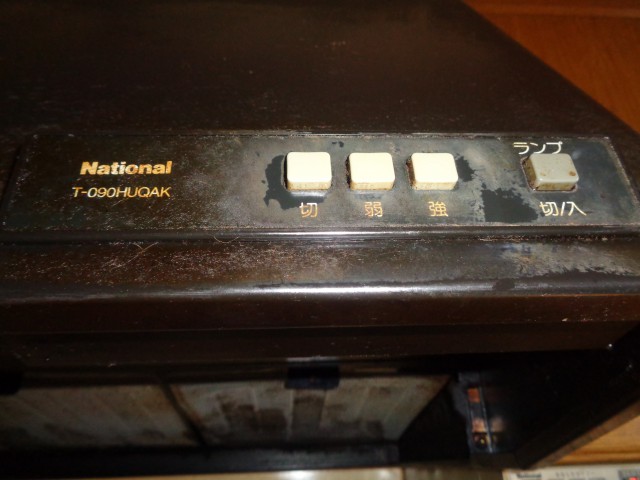 National
T-090HUQAK
切
弱
強
ランプ
切/入